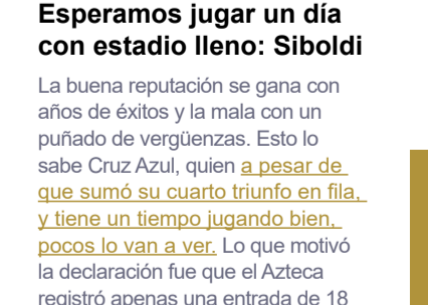 Esperamos jugar un día
con estadio lleno: Siboldi
La buena reputación se gana con
años de éxitos y la mala con un
puñado de vergüenzas. Esto lo
sabe Cruz Azul, quien a pesar de
que sumó su cuarto triunfo en fila,
y tiene un tiempo jugando bien,
pocos lo van a ver. Lo que motivó
la declaración fue que el Azteca
registró apenas una entrada de 18